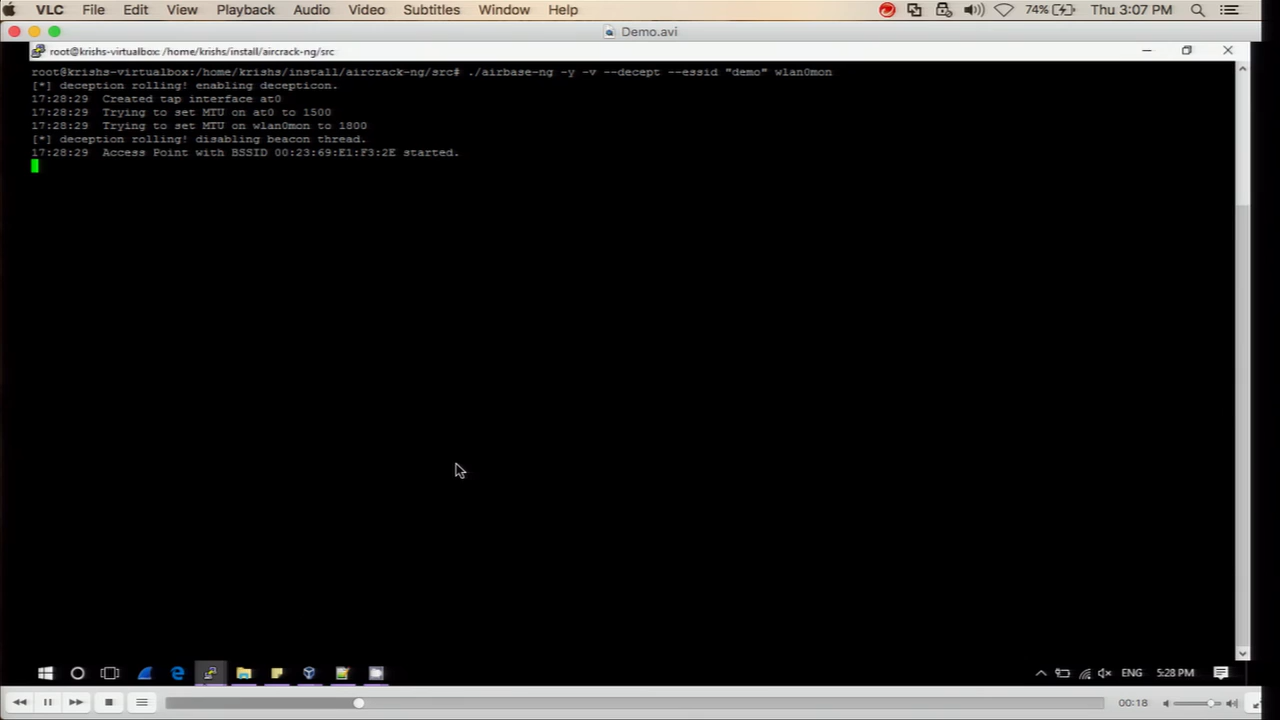 VLC File Edit View Playback Audio Video Subtitles Window Help 74% Thu 3:07 PM
Demo.avi
root@krishs-virtualbox: /home/krishs/install/aircrack-ng/src
root@krishs-virtualbox:/home/krishs/install/aircrack-ng/src# ./airbase-ng -y -v --decept --essid "demo" wlan0mon
[*] deception rolling! enabling decepticon.
17:28:29 Created tap interface at0
17:28:29 Trying to set MTU on at0 to 1500
17:28:29 Trying to set MTU on wlan0mon to 1800
[*] deception rolling! disabling beacon thread.
17:28:29 Access Point with BSSID 00:23:69:E1:F3:2E started.
ENG 5:28 PM
00:18